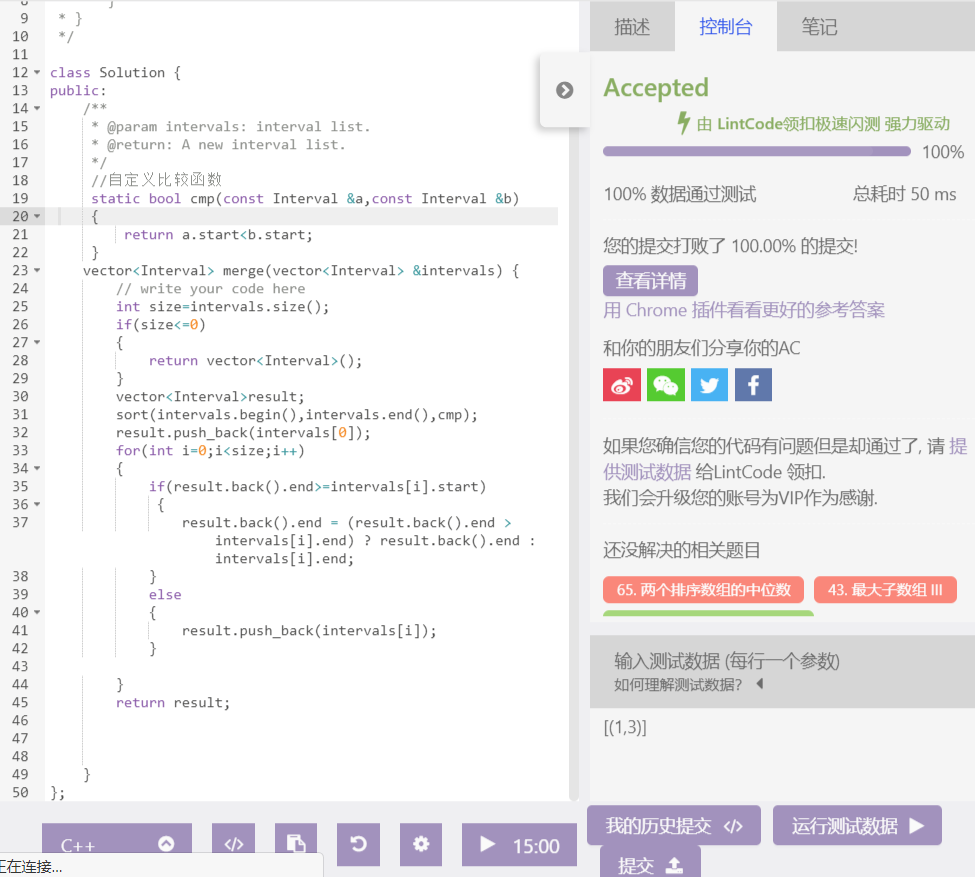 9 * }
10 */
11
12 class Solution {
13 public:
14 /**
15 * @param intervals: interval list.
16 * @return: A new interval list.
17 */
18 //自定义比较函数
19 static bool cmp(const Interval &a,const Interval &b)
20 {
21 return a.start<b.start;
22 }
23 vector<Interval> merge(vector<Interval> &intervals) {
24 // write your code here
25 int size=intervals.size();
26 if(size<=0)
27 {
28 return vector<Interval>();
29 }
30 vector<Interval>result;
31 sort(intervals.begin(),intervals.end(),cmp);
32 result.push_back(intervals[0]);
33 for(int i=0;i<size;i++)
34 {
35 if(result.back().end>=intervals[i].start)
36 {
37 result.back().end = (result.back().end >
intervals[i].end) ? result.back().end :
intervals[i].end;
38 }
39 else
40 {
41 result.push_back(intervals[i]);
42 }
43
44 }
45 return result;
46
47
48
49 }
50 };
C++
15:00
正在连接...
描述 控制台 笔记
Accepted
由 LintCode领扣极速闪测 强力驱动
100%
100% 数据通过测试 总耗时 50 ms
您的提交打败了 100.00% 的提交!
查看详情
用 Chrome 插件看看更好的参考答案
和你的朋友们分享你的AC
如果您确信您的代码有问题但是却通过了, 请 提
供测试数据 给LintCode 领扣.
我们会升级您的账号为VIP作为感谢.
还没解决的相关题目
65. 两个排序数组的中位数 43. 最大子数组 III
输入测试数据 (每行一个参数)
如何理解测试数据?
[(1,3)]
我的历史提交 运行测试数据
提交